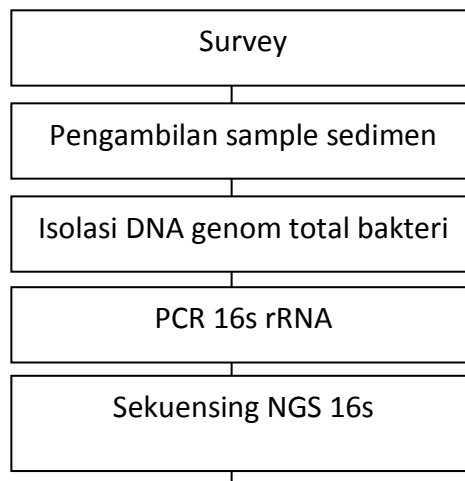 Survey
Pengambilan sample sedimen
Isolasi DNA genom total bakteri
PCR 16s rRNA
Sekuensing NGS 16s